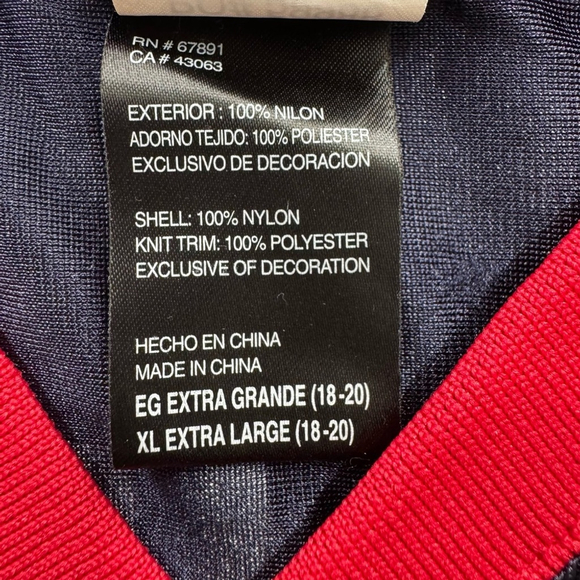 RN # 67891
CA # 43063
EXTERIOR : 100% NILON
ADORNO TEJIDO: 100% POLIESTER
EXCLUSIVO DE DECORACION
SHELL: 100% NYLON
KNIT TRIM: 100% POLYESTER
EXCLUSIVE OF DECORATION
HECHO EN CHINA
MADE IN CHINA
EG EXTRA GRANDE (18-20)
XL EXTRA LARGE (18-20)